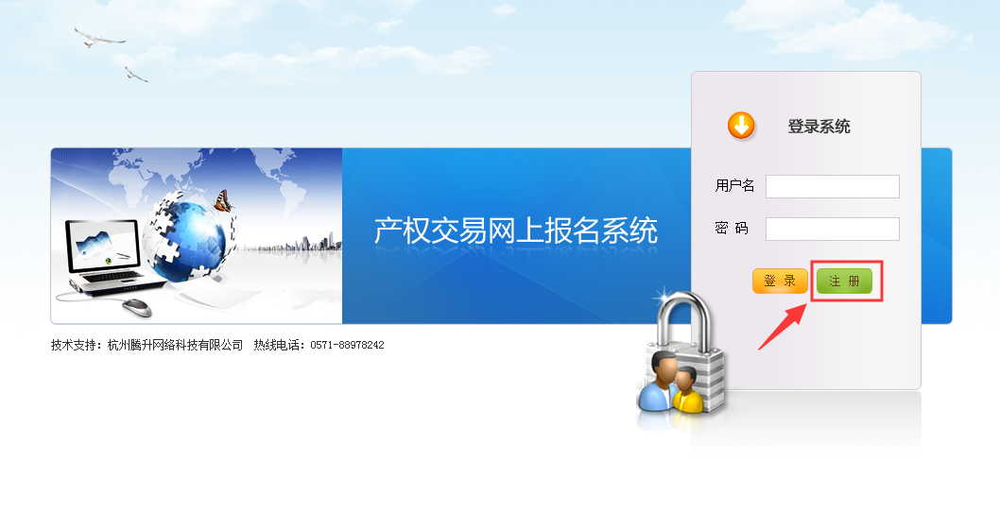 登录系统
用户名
产权交易网上报名系统
密 码
登 录
注 册
技术支持：杭州腾升网络科技有限公司 热线电话：0571-88978242